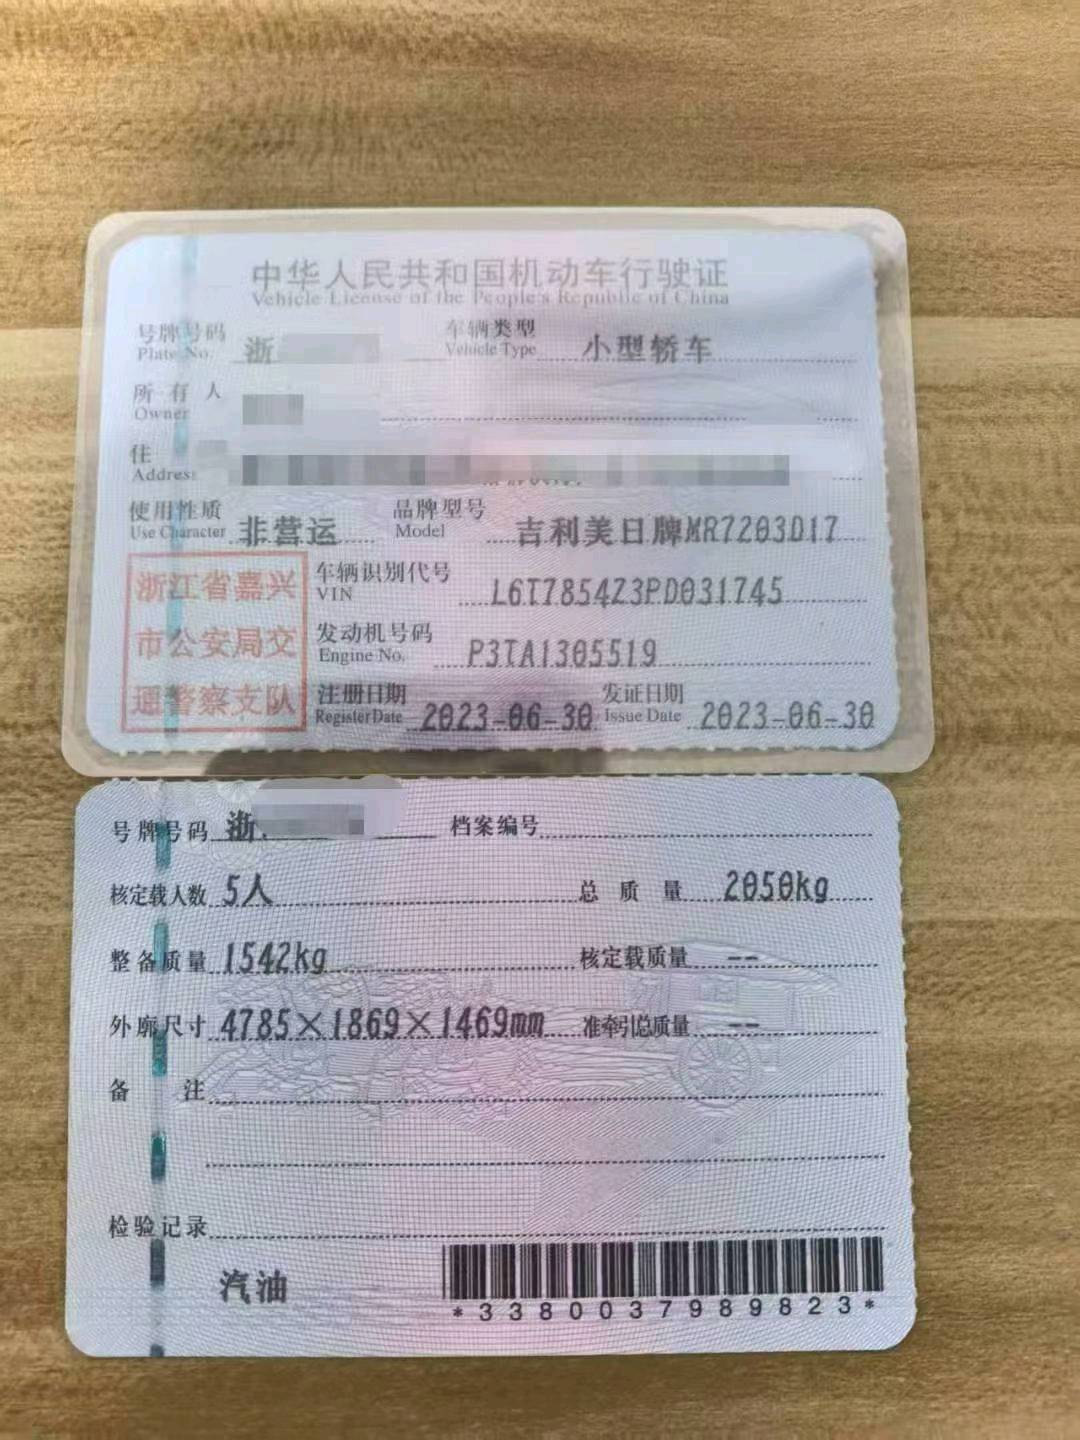 中华人民共和国机动车行驶证
Vehicle License of the People's Republic of China
号牌号码 浙 车辆类型 小型轿车
Plate No. Vehicle Type
所有人
Owner
住
Address
使用性质 非营运 品牌型号 吉利美日牌MR7203D17
Use Character Model
浙江省嘉兴
市公安局交
通警察支队
车辆识别代号 L6T7854Z3PD031745
VIN
发动机号码 P3TA1305519
Engine No.
注册日期 2023-06-30 发证日期 2023-06-30
Register Date Issue Date
号牌号码 浙 档案编号
核定载人数 5人 总质量 2050kg
整备质量 1542kg 核定载质量 --
外廓尺寸 4785×1869×1469mm 准牵引总质量 --
备注
检验记录
汽油
*3380037989823*